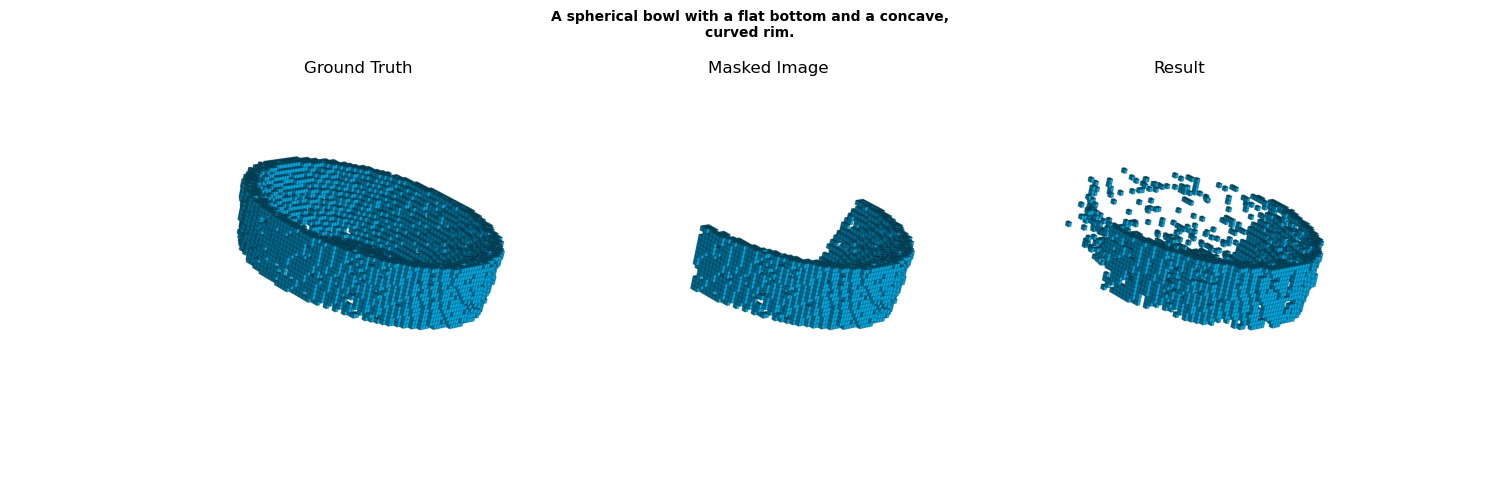 A spherical bowl with a flat bottom and a concave,
curved rim.
Ground Truth
Masked Image
Result